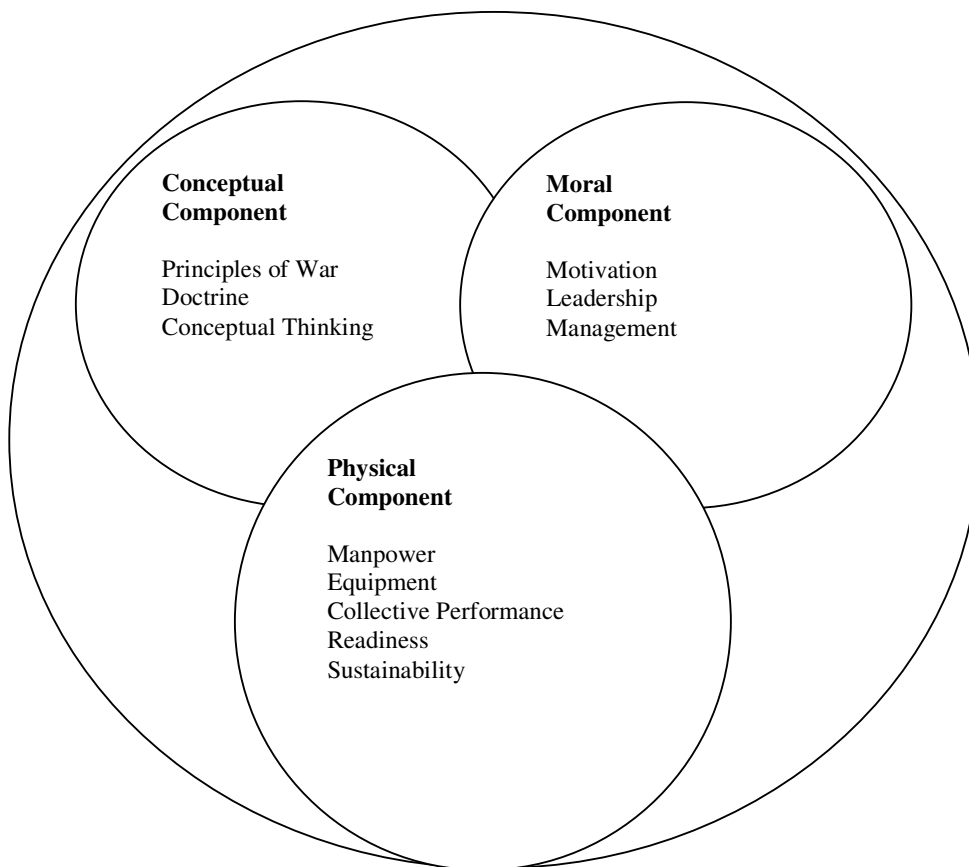 Conceptual
Component
Principles of War
Doctrine
Conceptual Thinking
Moral
Component
Motivation
Leadership
Management
Physical
Component
Manpower
Equipment
Collective Performance
Readiness
Sustainability